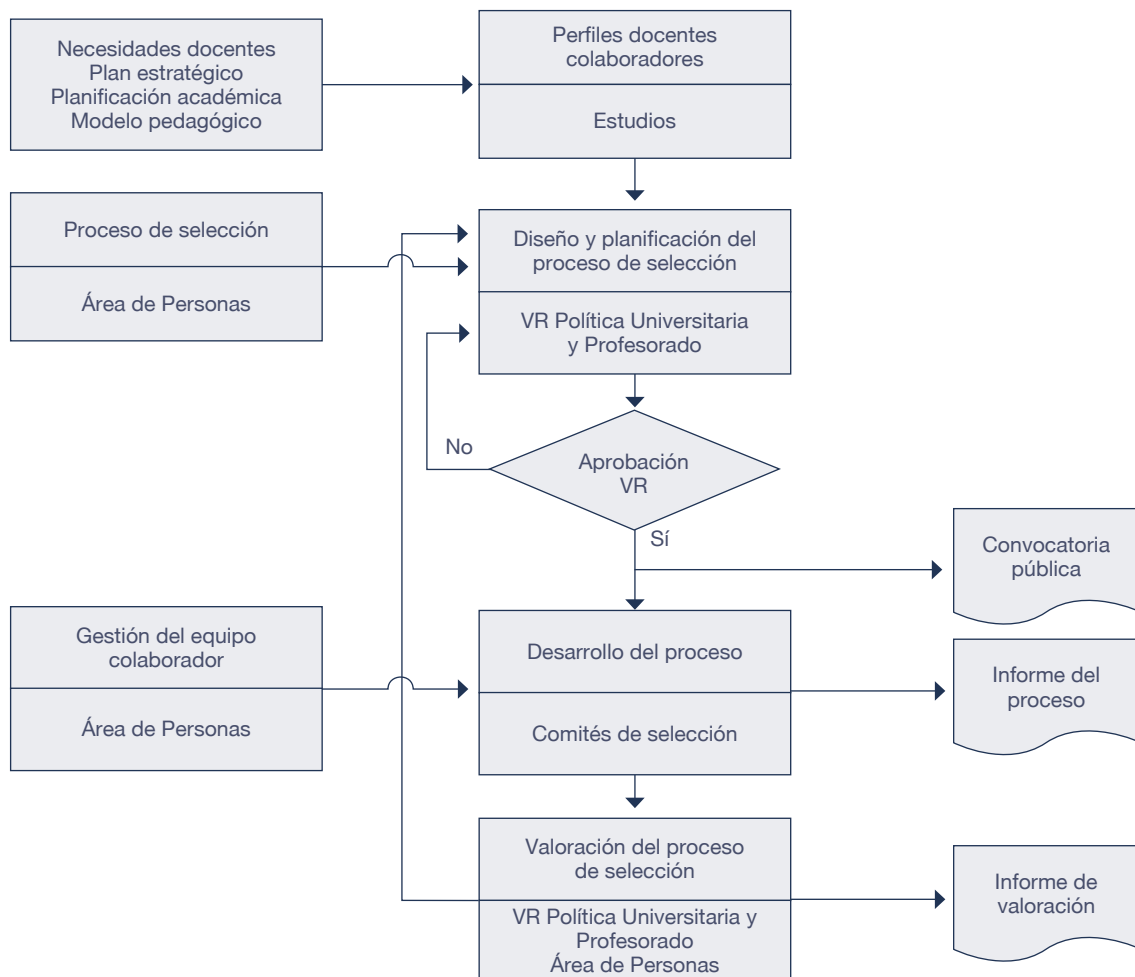 Necesidades docentes
Plan estratégico
Planificación académica
Modelo pedagógico
Perfiles docentes
colaboradores
Estudios
Proceso de selección
Área de Personas
Diseño y planificación del
proceso de selección
VR Política Universitaria
y Profesorado
No
Aprobación
VR
Sí
Convocatoria
pública
Gestión del equipo
colaborador
Área de Personas
Desarrollo del proceso
Comités de selección
Informe del
proceso
Valoración del proceso
de selección
VR Política Universitaria y
Profesorado
Área de Personas
Informe de
valoración